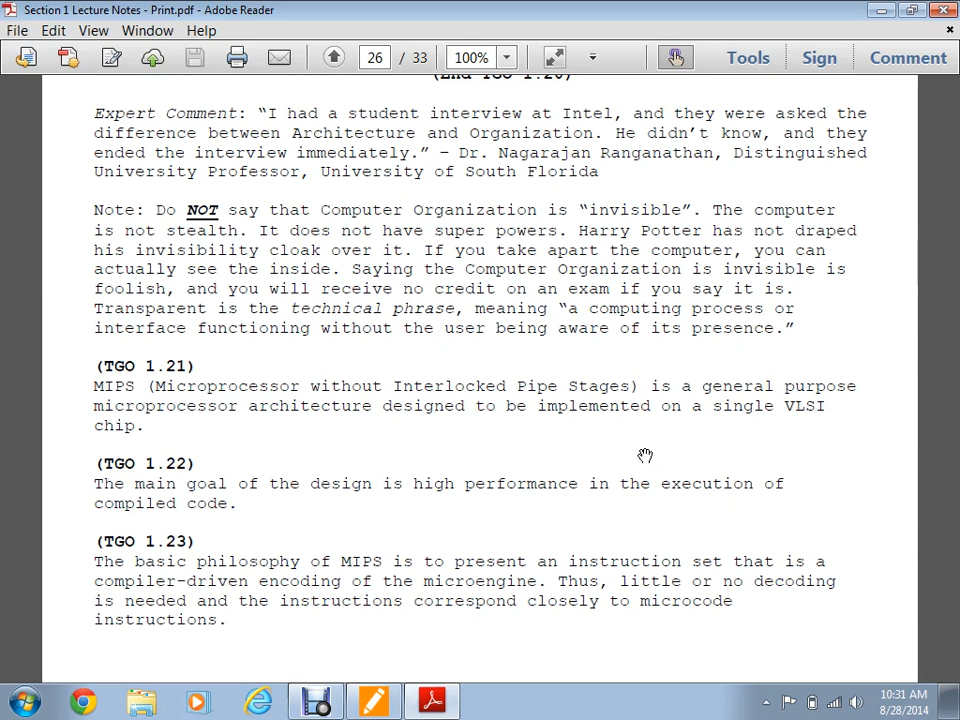 Section 1 Lecture Notes - Print.pdf - Adobe Reader
File Edit View Window Help
26 / 33 100% Tools Sign Comment
(End TGO 1.20)
Expert Comment: “I had a student interview at Intel, and they were asked the
difference between Architecture and Organization. He didn’t know, and they
ended the interview immediately.” – Dr. Nagarajan Ranganathan, Distinguished
University Professor, University of South Florida
Note: Do NOT say that Computer Organization is “invisible”. The computer
is not stealth. It does not have super powers. Harry Potter has not draped
his invisibility cloak over it. If you take apart the computer, you can
actually see the inside. Saying the Computer Organization is invisible is
foolish, and you will receive no credit on an exam if you say it is.
Transparent is the technical phrase, meaning “a computing process or
interface functioning without the user being aware of its presence.”
(TGO 1.21)
MIPS (Microprocessor without Interlocked Pipe Stages) is a general purpose
microprocessor architecture designed to be implemented on a single VLSI
chip.
(TGO 1.22)
The main goal of the design is high performance in the execution of
compiled code.
(TGO 1.23)
The basic philosophy of MIPS is to present an instruction set that is a
compiler-driven encoding of the microengine. Thus, little or no decoding
is needed and the instructions correspond closely to microcode
instructions.
10:31 AM
8/28/2014